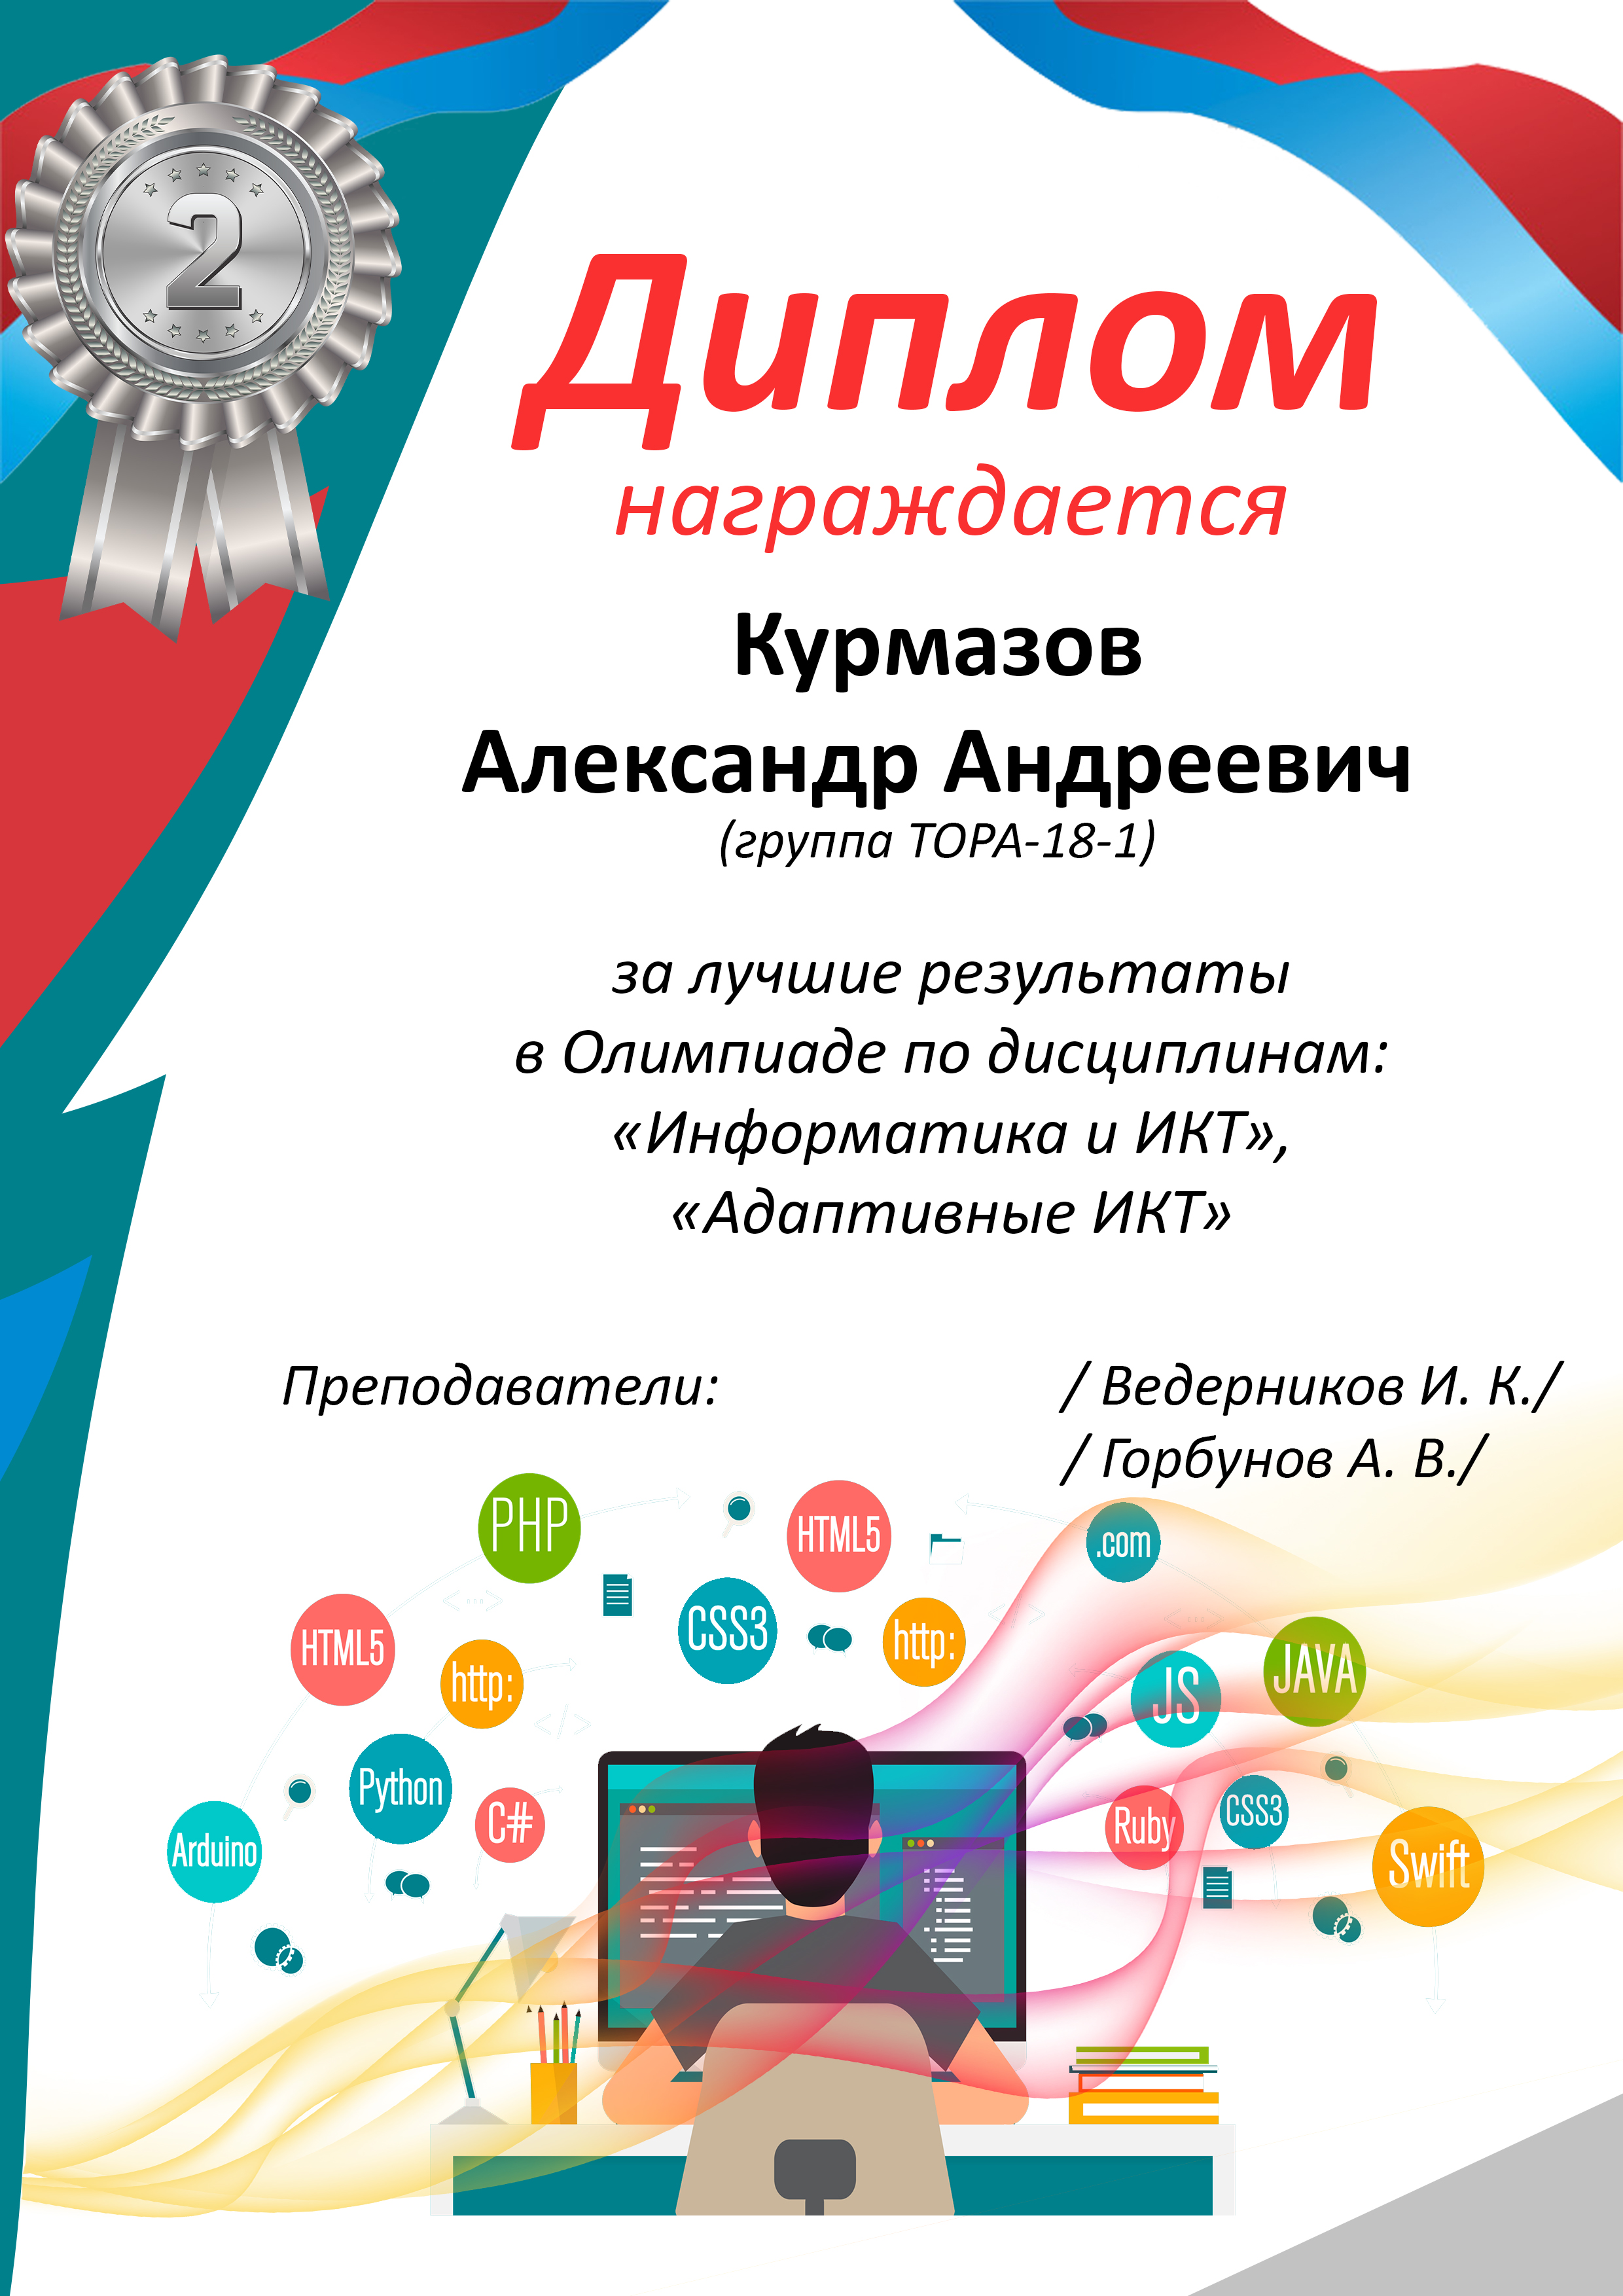 2
Диплом
награждается
Курмазов
Александр Андреевич
(группа ТОРА-18-1)
за лучшие результаты
в Олимпиаде по дисциплинам:
«Информатика и ИКТ»,
«Адаптивные ИКТ»
Преподаватели: / Ведерников И. К./
/ Горбунов А. В./
PHP
HTML5
.com
CSS3
http:
HTML5
http:
JS
JAVA
Python
C#
Arduino
Ruby
CSS3
Swift